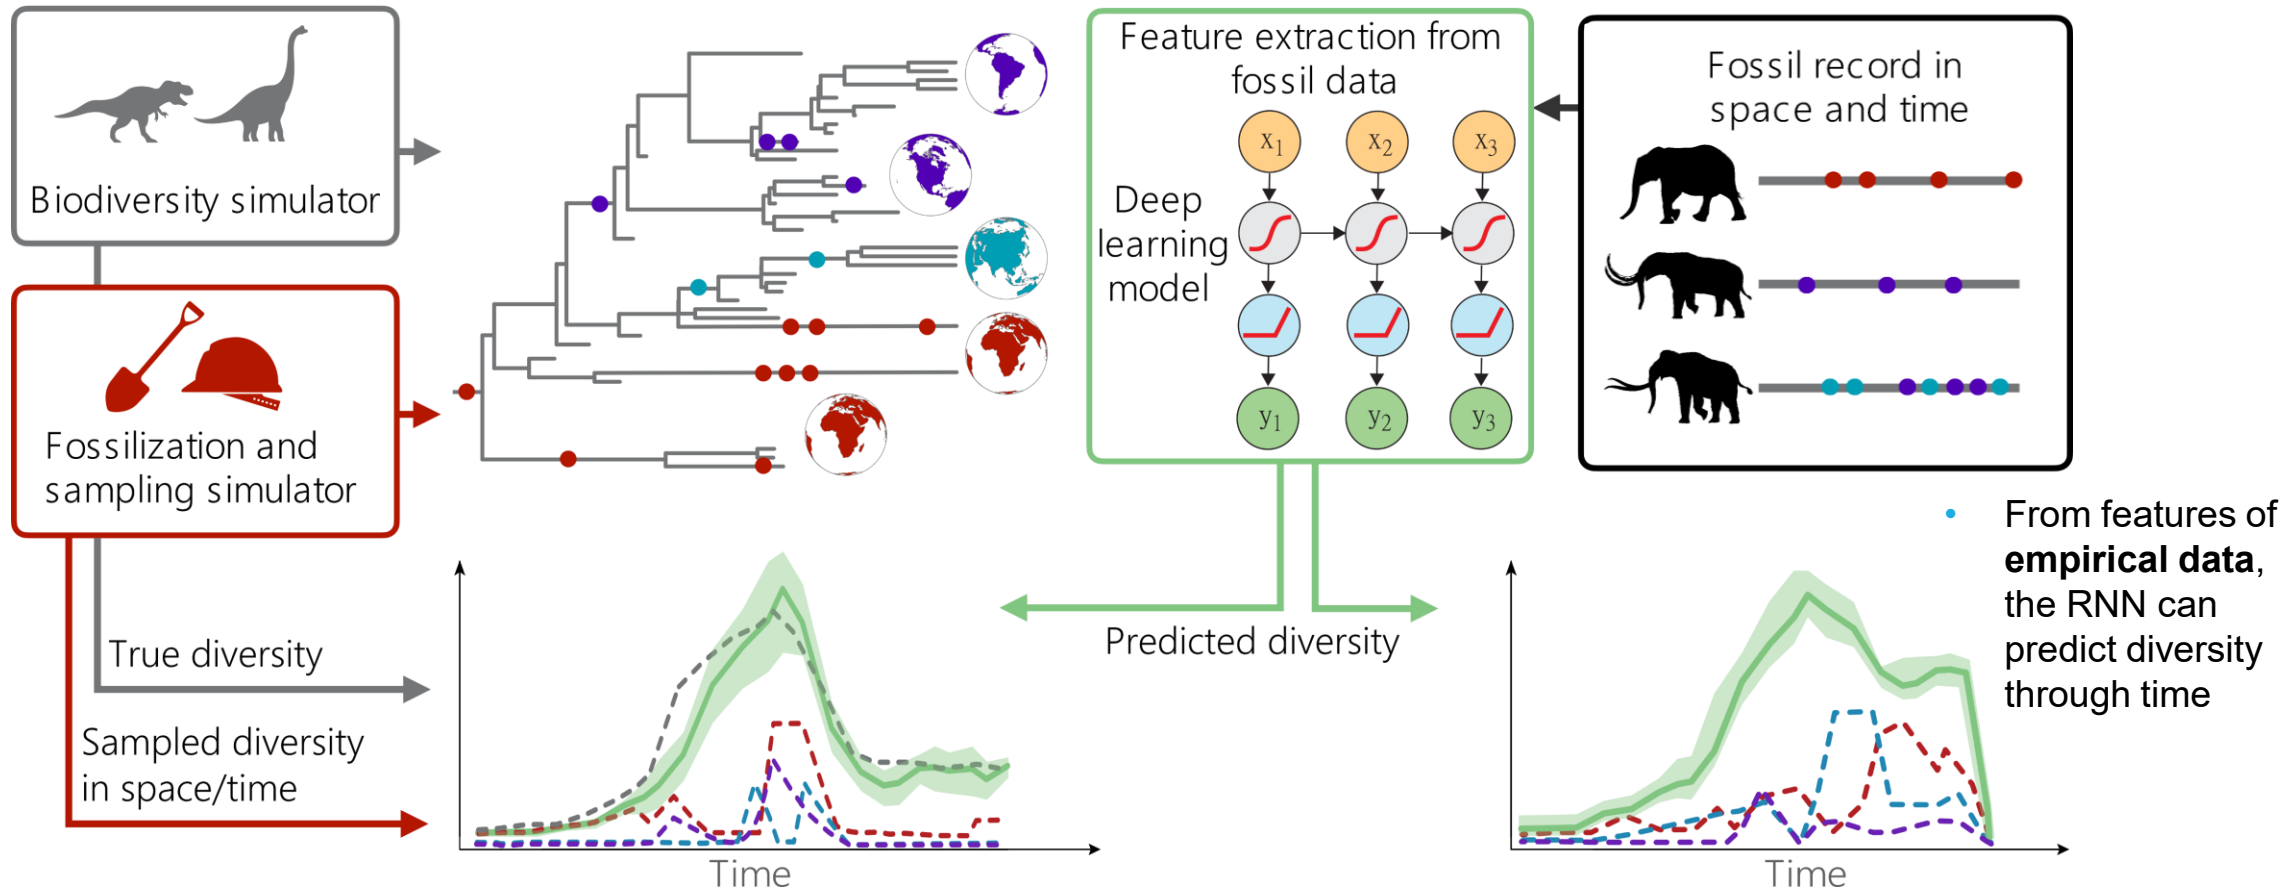 Biodiversity simulator
Fossilization and
sampling simulator
True diversity
Sampled diversity
in space/time
Time
Feature extraction from
fossil data
Deep
learning
model
x1
x2
x3
y1
y2
y3
Predicted diversity
Fossil record in
space and time
• From features of
empirical data,
the RNN can
predict diversity
through time
Time